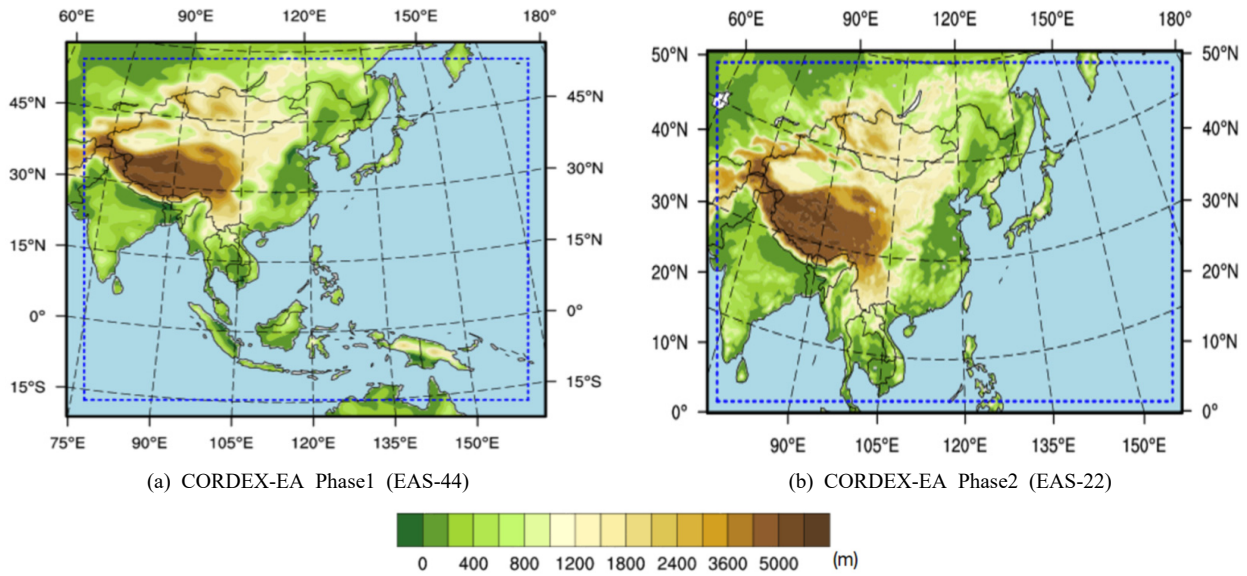 60°E 90°E 120°E 150°E 180°
45°N 45°N
30°N 30°N
15°N 15°N
0° 0°
15°S 15°S
75°E 90°E 105°E 120°E 135°E 150°E
(a) CORDEX-EA Phase1 (EAS-44)
60°E 90°E 120°E 150°E 180°
50°N 50°N
40°N 40°N
30°N 30°N
20°N 20°N
10°N 10°N
0° 0°
90°E 105°E 120°E 135°E 150°E
(b) CORDEX-EA Phase2 (EAS-22)
0 400 800 1200 1800 2400 3600 5000 (m)